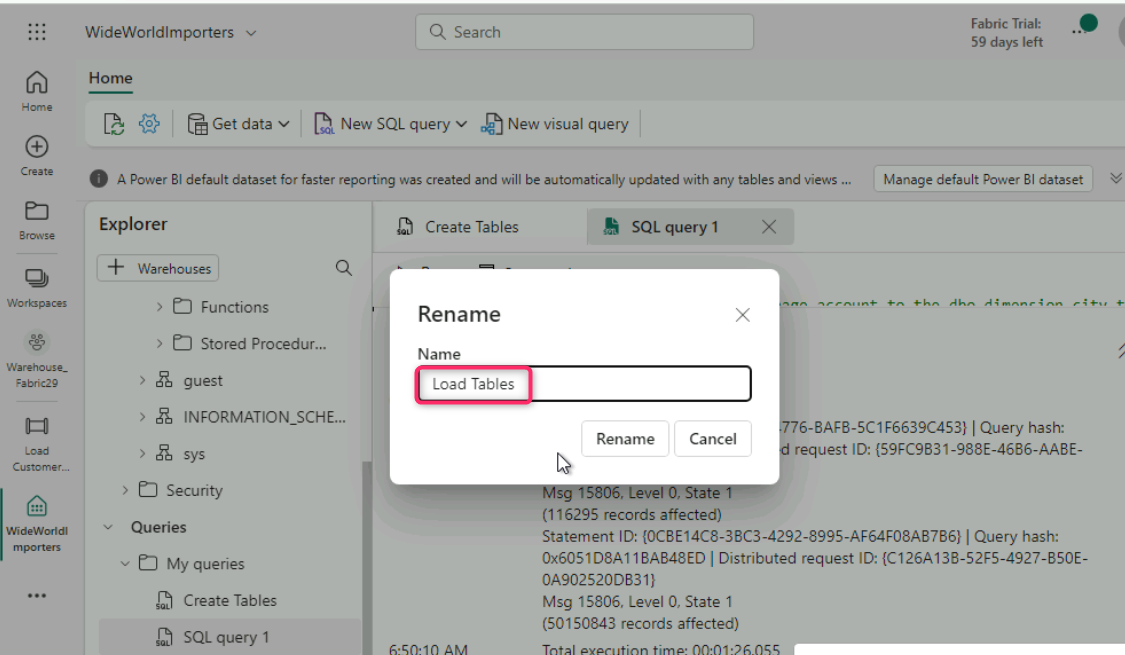 WideWorldImporters
Search
Fabric Trial:
59 days left
Home
Home
Get data
New SQL query
New visual query
Create
A Power BI default dataset for faster reporting was created and will be automatically updated with any tables and views ...
Manage default Power BI dataset
Browse
Workspaces
Warehouse_
Fabric29
Load
Customer...
WideWorldI
mporters
Explorer
Warehouses
Functions
Stored Procedur...
guest
INFORMATION_SCHE...
sys
Security
Queries
My queries
Create Tables
SQL query 1
Create Tables
SQL query 1
account to the dbo dimension city
Rename
Name
Load Tables
Rename
Cancel
776-BAFB-5C1F6639C453} | Query hash:
d request ID: {59FC9B31-988E-46B6-AABE-
Msg 15806, Level 0, State 1
(116295 records affected)
Statement ID: {0CBE14C8-3BC3-4292-8995-AF64F08AB7B6} | Query hash:
0x6051D8A11BAB48ED | Distributed request ID: {C126A13B-52F5-4927-B50E-
0A902520DB31}
Msg 15806, Level 0, State 1
(50150843 records affected)
6:50:10 AM
Total execution time: 00:01:26.055